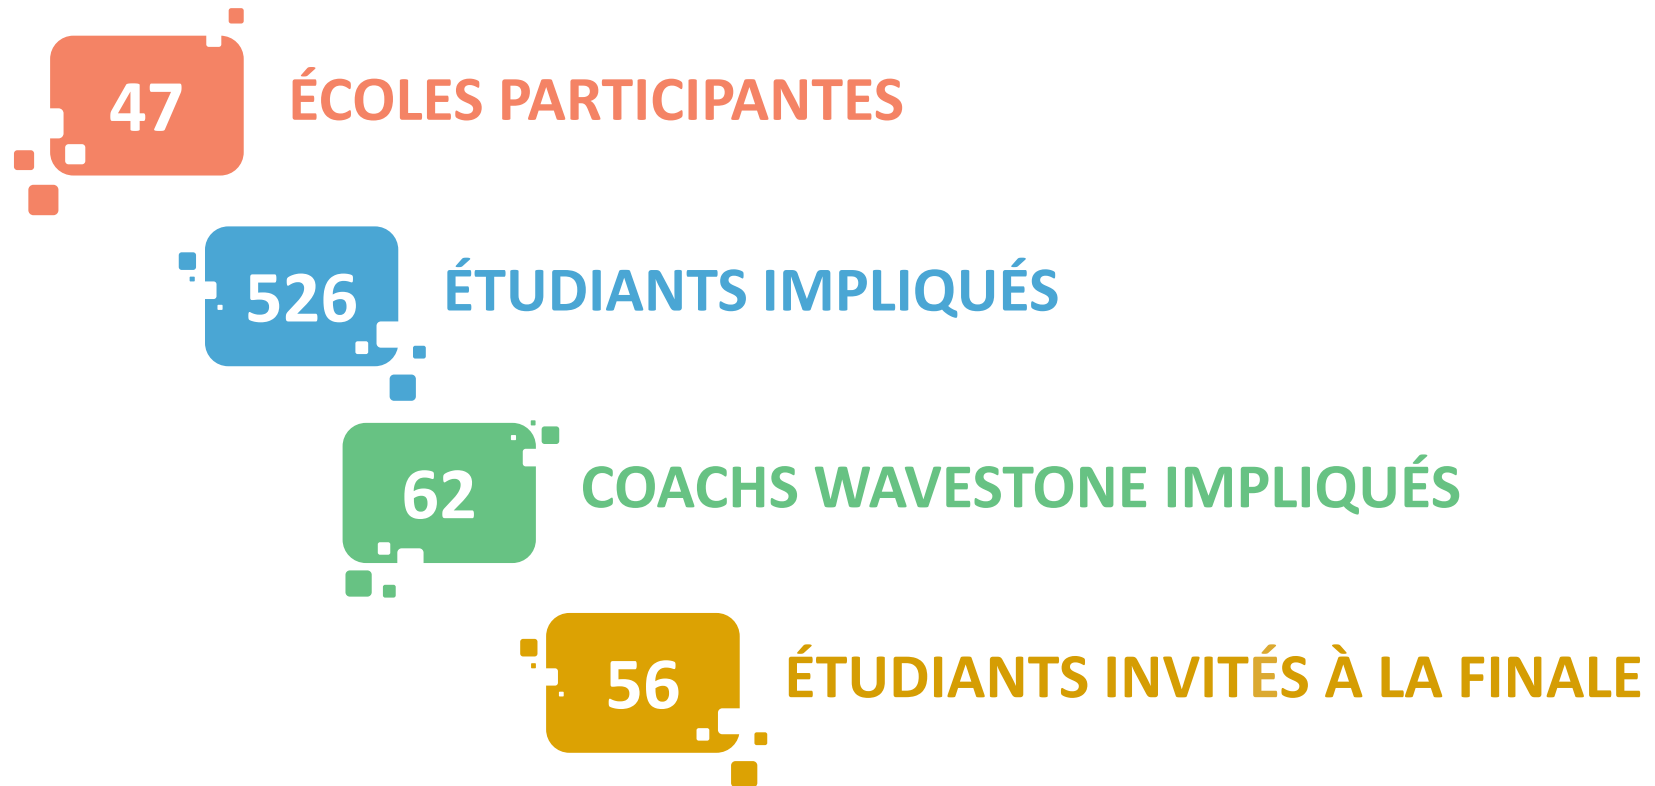 47
ÉCOLES PARTICIPANTES
526
ÉTUDIANTS IMPLIQUÉS
62
COACHS WAVESTONE IMPLIQUÉS
56
ÉTUDIANTS INVITÉS À LA FINALE